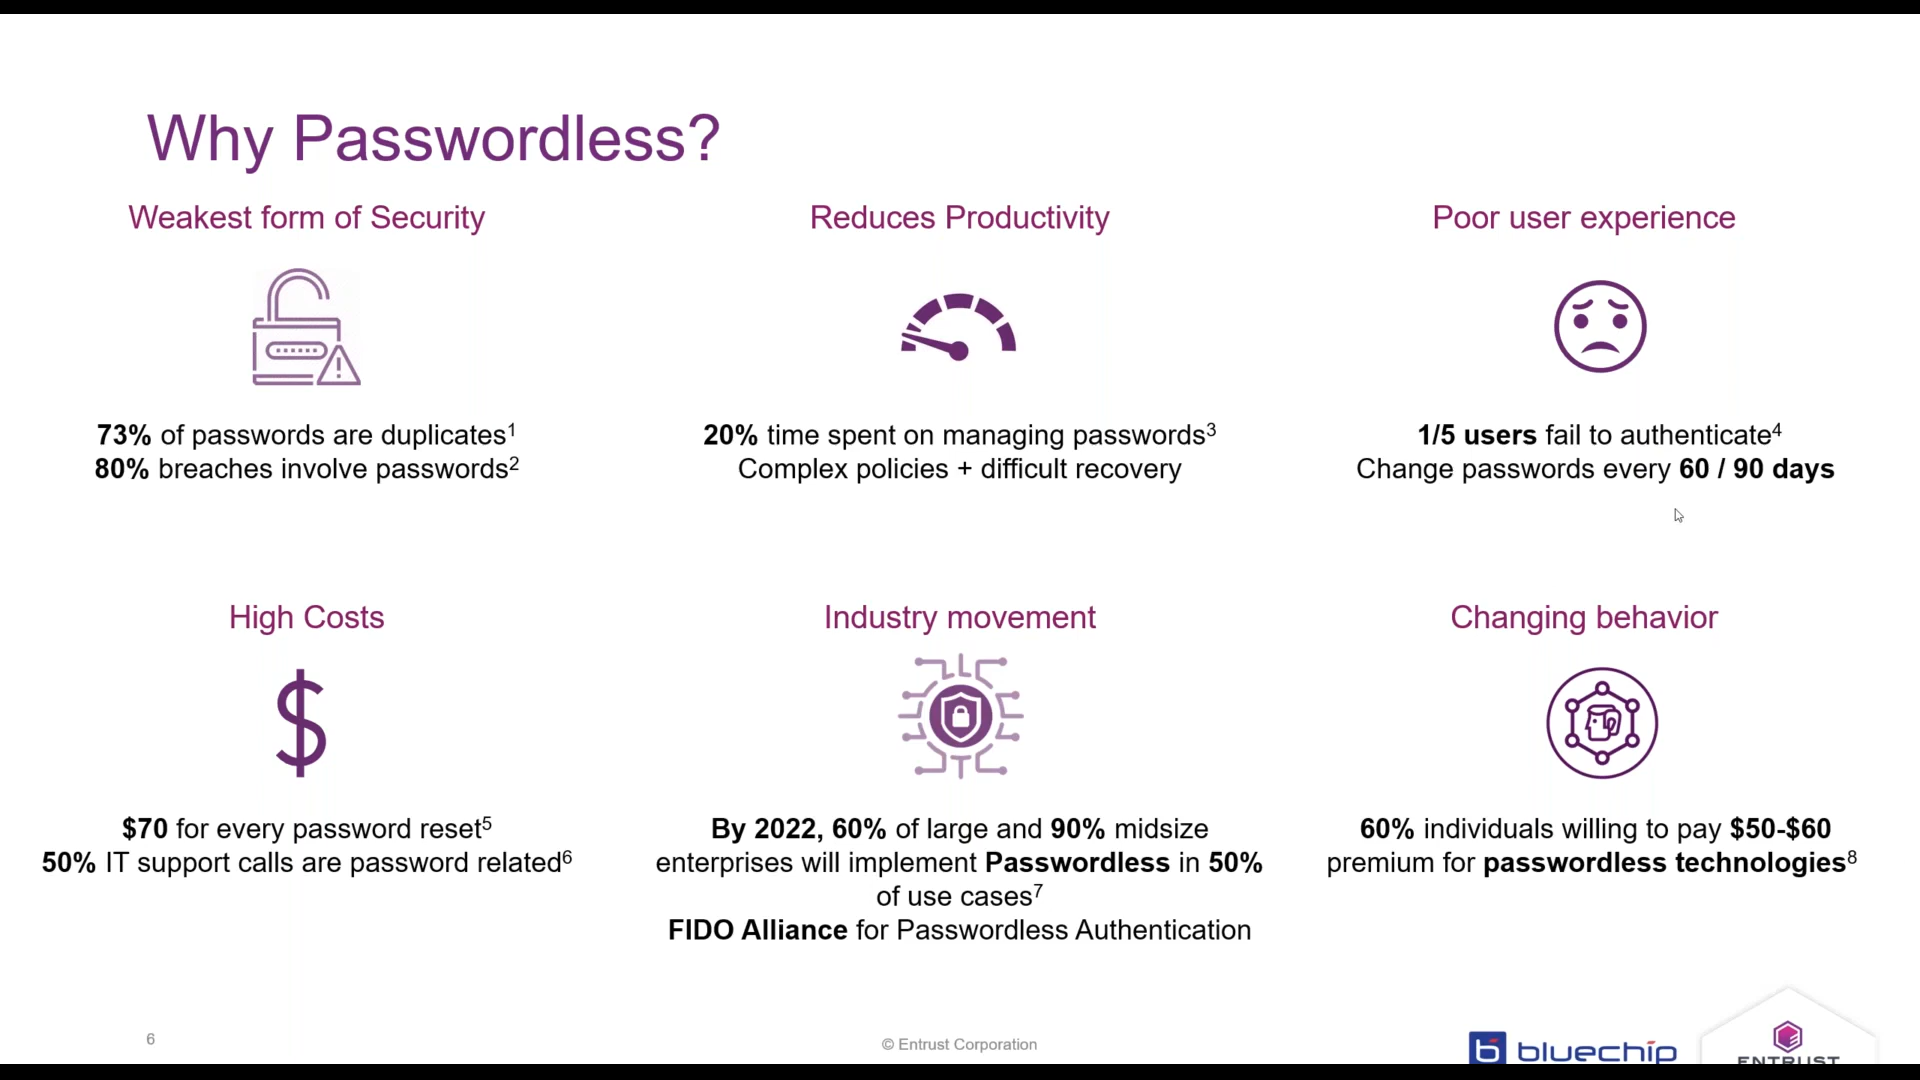 Why Passwordless?
Weakest form of Security
73% of passwords are duplicates¹
80% breaches involve passwords²
Reduces Productivity
20% time spent on managing passwords³
Complex policies + difficult recovery
Poor user experience
1/5 users fail to authenticate⁴
Change passwords every 60 / 90 days
High Costs
$
$70 for every password reset⁵
50% IT support calls are password related⁶
Industry movement
By 2022, 60% of large and 90% midsize
enterprises will implement Passwordless in 50%
of use cases⁷
FIDO Alliance for Passwordless Authentication
Changing behavior
60% individuals willing to pay $50-$60
premium for passwordless technologies⁸
6
© Entrust Corporation
b bluechip
ENTRUST